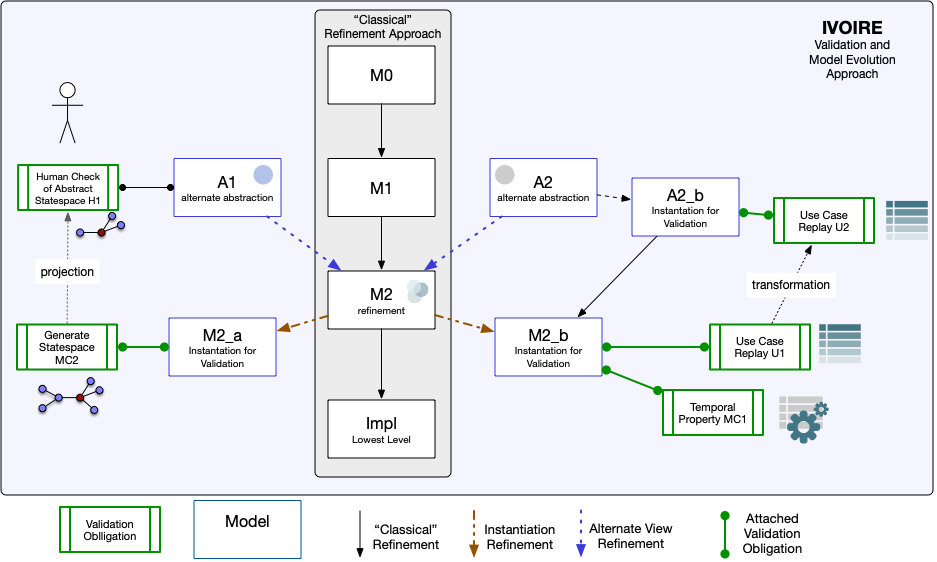 "Classical"
Refinement Approach
IVOIRE
Validation and
Model Evolution
Approach
M0
Human Check
of Abstract
Statespace H1
A1
alternate abstraction
M1
A2
alternate abstraction
A2_b
Instantation for
Validation
Use Case
Replay U2
projection
M2
refinement
transformation
Generate
Statespace
MC2
M2_a
Instantation for
Validation
M2_b
Instantation for
Validation
Use Case
Replay U1
Impl
Lowest Level
Temporal
Property MC1
Validation
Oblligation
Model
"Classical"
Refinement
Instantiation
Refinement
Alternate View
Refinement
Attached
Validation
Obligation